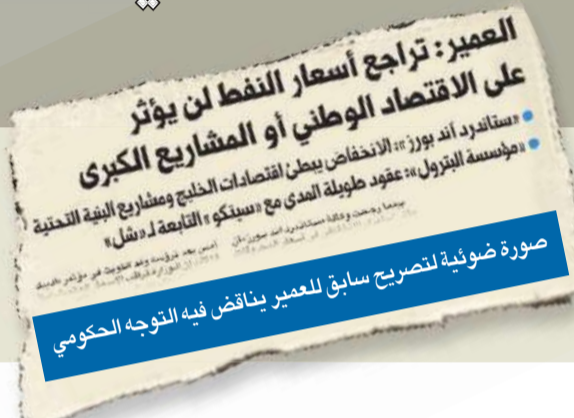 العمير: تراجع أسعار النفط لن يؤثر
على الاقتصاد الوطني أو المشاريع الكبرى
• «ستاندرد آند بورز»: الانخفاض يبطئ اقتصادات الخليج ومشاريع البنية التحتية
• «مؤسسة البترول»: عقود طويلة المدى مع «سيتكو» التابعة لـ «شل»
صورة ضوئية لتصريح سابق للعمير يناقض فيه التوجه الحكومي